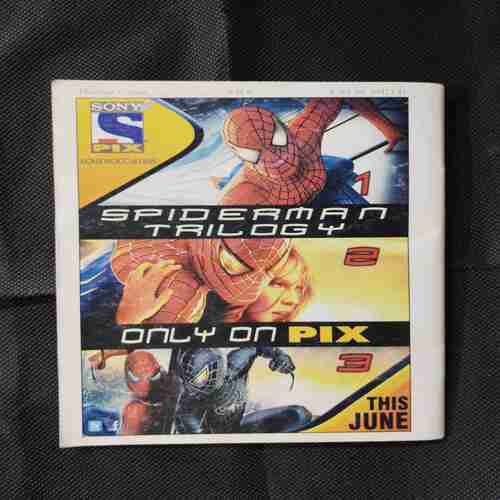 SONY
PIX
1
SPIDERMAN
TRILOGY
2
ONLY ON PIX
3
THIS
JUNE